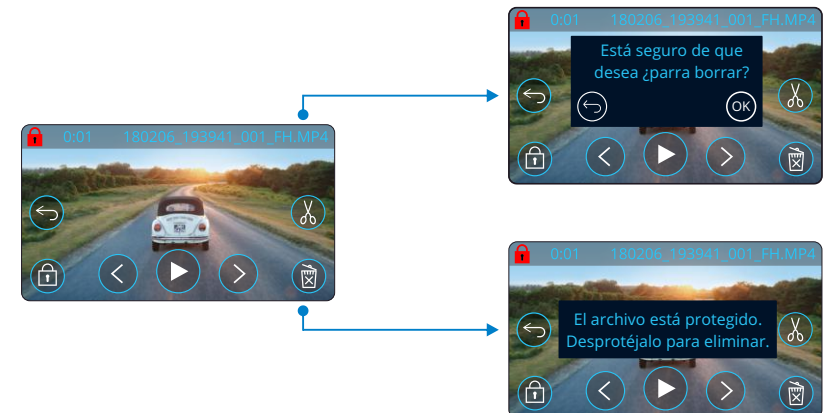 0:01 180206_193941_001_FH.MP4
Está seguro de que
desea ¿parra borrar?
OK
0:01 180206_193941_001_FH.MP4
0:01 180206_193941_001_FH.MP4
El archivo está protegido.
Desprotéjalo para eliminar.